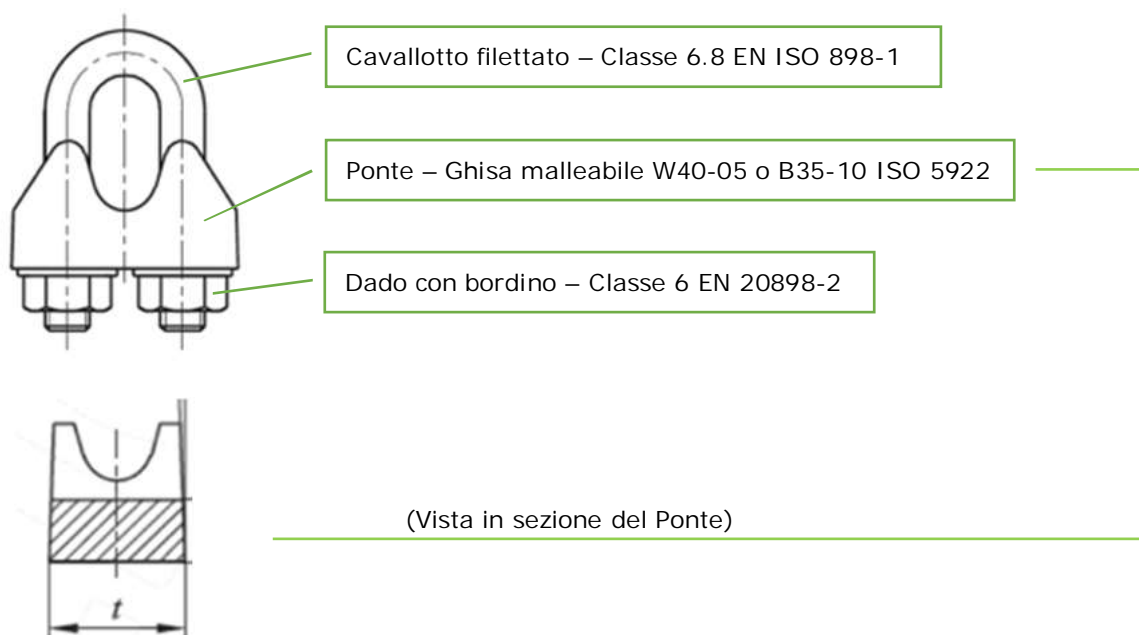 Cavallotto filettato – Classe 6.8 EN ISO 898-1
Ponte – Ghisa malleabile W40-05 o B35-10 ISO 5922
Dado con bordino – Classe 6 EN 20898-2
(Vista in sezione del Ponte)
t